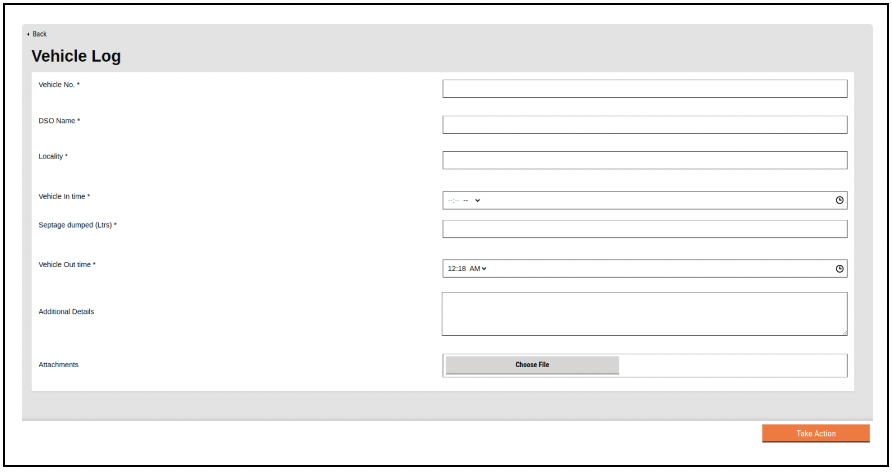 Back
Vehicle Log
Vehicle No. *
DSO Name *
Locality *
Vehicle In time *
--:-- --
Septage dumped (Ltrs) *
Vehicle Out time *
12:18 AM
Additional Details
Attachments
Choose File
Take Action